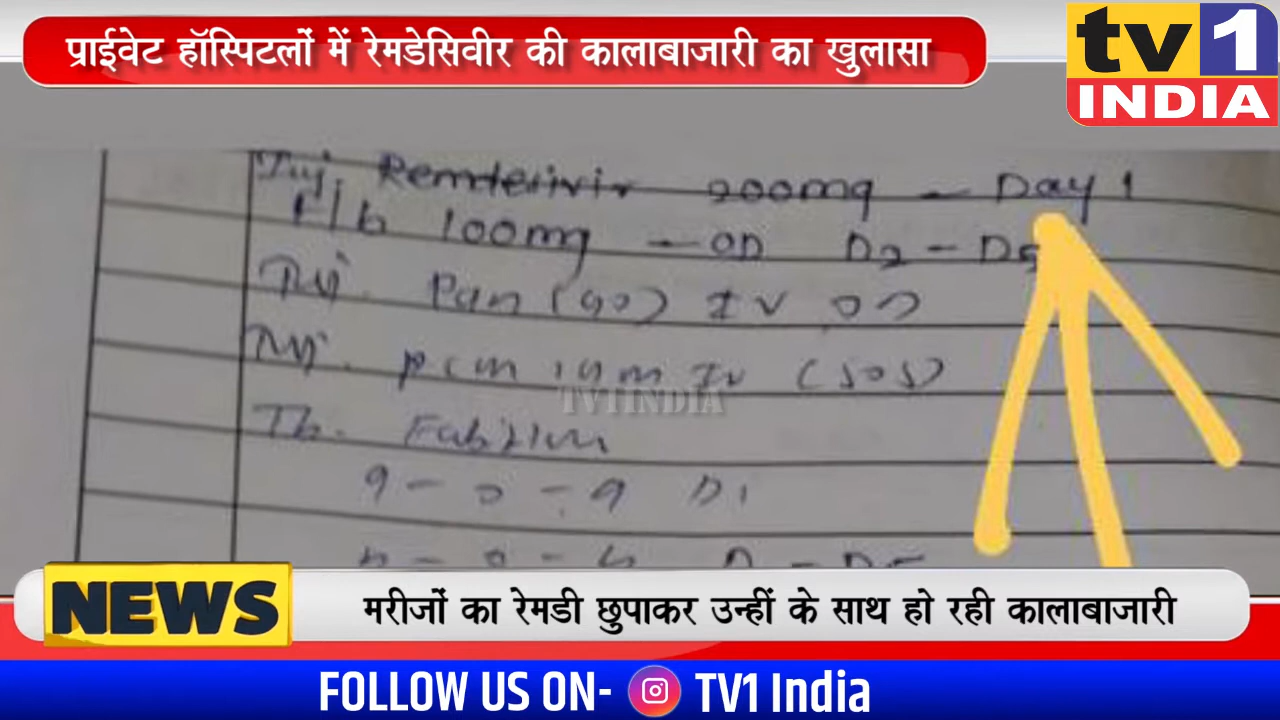 प्राईवेट हॉस्पिटलों में रेमडेसिवीर की कालाबाजारी का खुलासा
tv1
INDIA
Inj. Remdesivir 200mg - Day 1
F/b 100mg - OD D2 - D5
Inj. Pan (40) IV OD
Inj. pcm 1gm IV (SOS)
TV1INDIA
Tb.
9 - 0 - 9 D1
NEWS
मरीजों का रेमडी छुपाकर उन्हीं के साथ हो रही कालाबाजारी
FOLLOW US ON- TV1 India